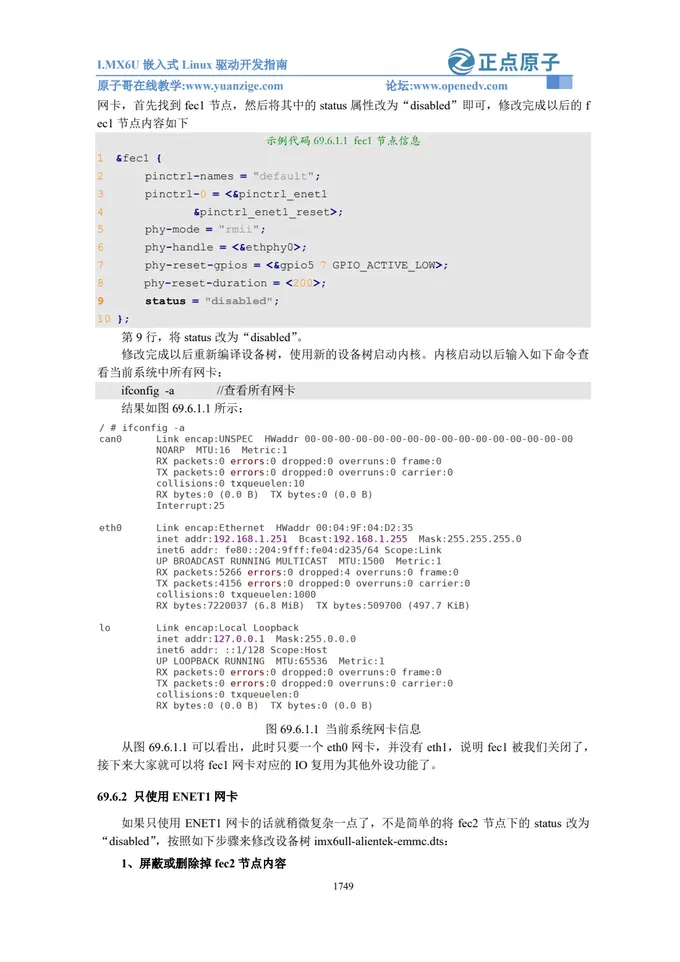 I.MX6U 嵌入式 Linux 驱动开发指南
正点原子
原子哥在线教学:www.yuanzige.com 论坛:www.openedv.com
网卡，首先找到 fec1 节点，然后将其中的 status 属性改为“disabled”即可，修改完成以后的 f
ec1 节点内容如下
示例代码 69.6.1.1 fec1 节点信息
1 &fec1 {
2 pinctrl-names = "default";
3 pinctrl-0 = <&pinctrl_enet1
4 &pinctrl_enet1_reset>;
5 phy-mode = "rmii";
6 phy-handle = <&ethphy0>;
7 phy-reset-gpios = <&gpio5 7 GPIO_ACTIVE_LOW>;
8 phy-reset-duration = <200>;
9 status = "disabled";
10 };
第 9 行，将 status 改为“disabled”。
修改完成以后重新编译设备树，使用新的设备树启动内核。内核启动以后输入如下命令查
看当前系统中所有网卡：
ifconfig -a //查看所有网卡
结果如图 69.6.1.1 所示：
/ # ifconfig -a
can0 Link encap:UNSPEC HWaddr 00-00-00-00-00-00-00-00-00-00-00-00-00-00-00-00
NOARP MTU:16 Metric:1
RX packets:0 errors:0 dropped:0 overruns:0 frame:0
TX packets:0 errors:0 dropped:0 overruns:0 carrier:0
collisions:0 txqueuelen:10
RX bytes:0 (0.0 B) TX bytes:0 (0.0 B)
Interrupt:25
eth0 Link encap:Ethernet HWaddr 00:04:9F:04:D2:35
inet addr:192.168.1.251 Bcast:192.168.1.255 Mask:255.255.255.0
inet6 addr: fe80::204:9fff:fe04:d235/64 Scope:Link
UP BROADCAST RUNNING MULTICAST MTU:1500 Metric:1
RX packets:5266 errors:0 dropped:4 overruns:0 frame:0
TX packets:4156 errors:0 dropped:0 overruns:0 carrier:0
collisions:0 txqueuelen:1000
RX bytes:7220037 (6.8 MiB) TX bytes:509700 (497.7 KiB)
lo Link encap:Local Loopback
inet addr:127.0.0.1 Mask:255.0.0.0
inet6 addr: ::1/128 Scope:Host
UP LOOPBACK RUNNING MTU:65536 Metric:1
RX packets:0 errors:0 dropped:0 overruns:0 frame:0
TX packets:0 errors:0 dropped:0 overruns:0 carrier:0
collisions:0 txqueuelen:0
RX bytes:0 (0.0 B) TX bytes:0 (0.0 B)
图 69.6.1.1 当前系统网卡信息
从图 69.6.1.1 可以看出，此时只要一个 eth0 网卡，并没有 eth1，说明 fec1 被我们关闭了，
接下来大家就可以将 fec1 网卡对应的 IO 复用为其他外设功能了。
69.6.2 只使用 ENET1 网卡
如果只使用 ENET1 网卡的话就稍微复杂一点了，不是简单的将 fec2 节点下的 status 改为
“disabled”，按照如下步骤来修改设备树 imx6ull-alientek-emmc.dts：
1、屏蔽或删除掉 fec2 节点内容
1749